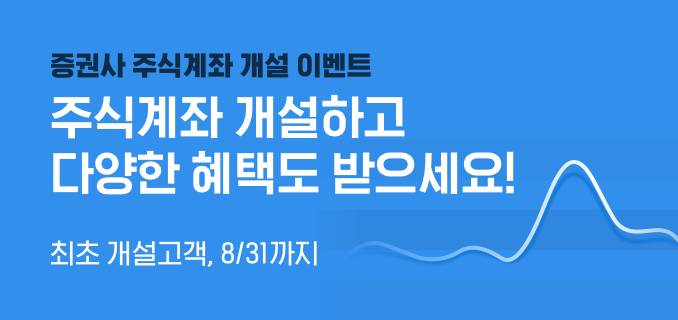 증권사 주식계좌 개설 이벤트
주식계좌 개설하고
다양한 혜택도 받으세요!
최초 개설고객, 8/31까지